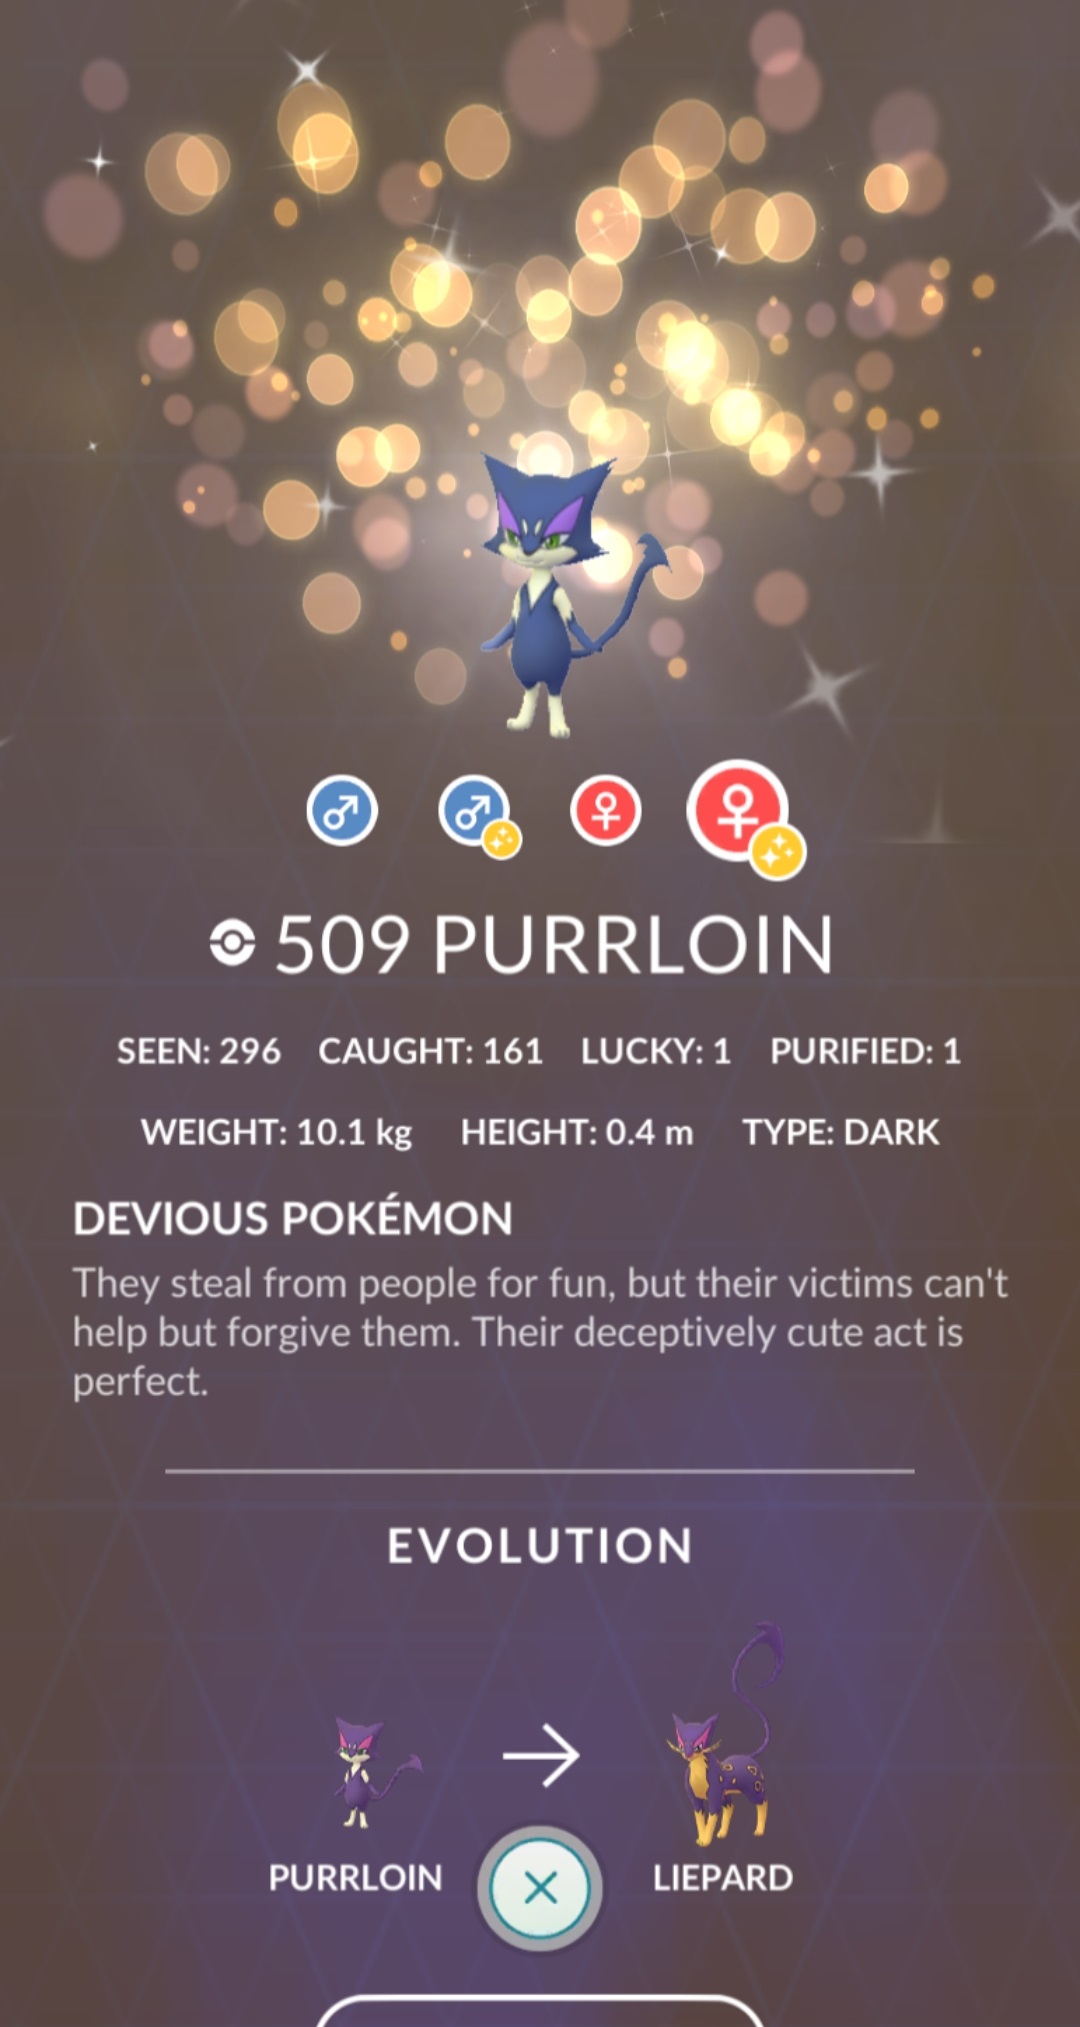 509 PURRLOIN
SEEN: 296 CAUGHT: 161 LUCKY: 1 PURIFIED: 1
WEIGHT: 10.1 kg HEIGHT: 0.4 m TYPE: DARK
DEVIOUS POKÉMON
They steal from people for fun, but their victims can't
help but forgive them. Their deceptively cute act is
perfect.
EVOLUTION
PURRLOIN LIEPARD